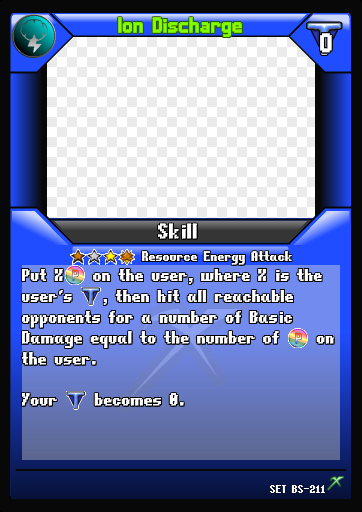 Ion Discharge
0
Skill
Resource Energy Attack
Put X P on the user, where X is the
user's , then hit all reachable
opponents for a number of Basic
Damage equal to the number of P on
the user.
Your becomes 0.
SET BS-211